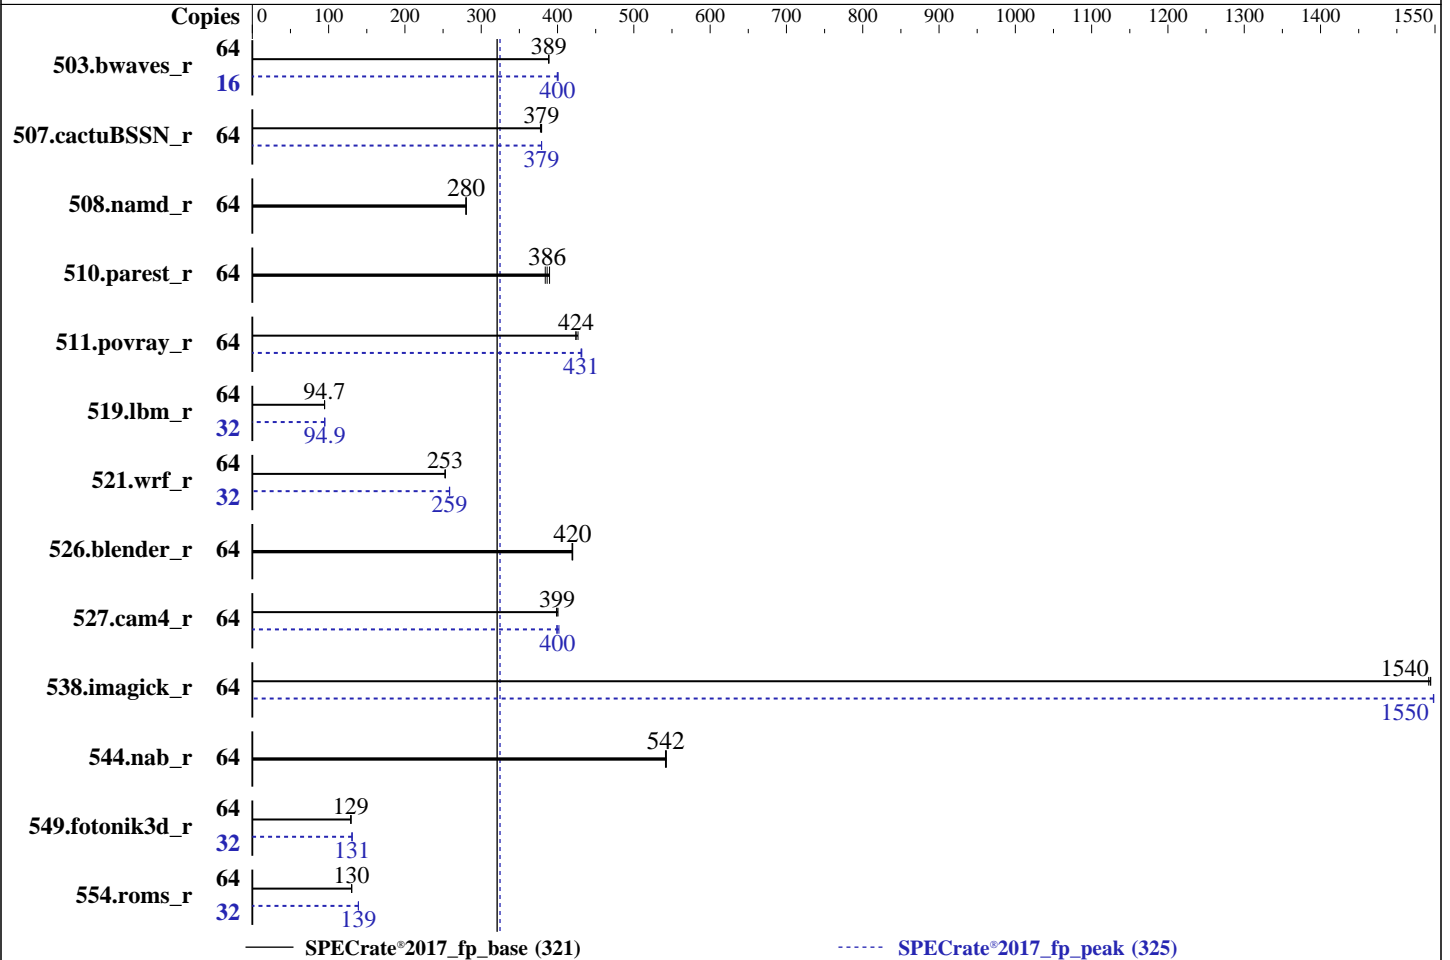 Copies 0 100 200 300 400 500 600 700 800 900 1000 1100 1200 1300 1400 1550
503.bwaves_r 64 389
16 400
507.cactuBSSN_r 64 379
379
508.namd_r 64 280
510.parest_r 64 386
511.povray_r 64 424
431
519.lbm_r 64 94.7
32 94.9
521.wrf_r 64 253
32 259
526.blender_r 64 420
527.cam4_r 64 399
400
538.imagick_r 64 1540
1550
544.nab_r 64 542
549.fotonik3d_r 64 129
32 131
554.roms_r 64 130
32 139
SPECrate®2017_fp_base (321) SPECrate®2017_fp_peak (325)